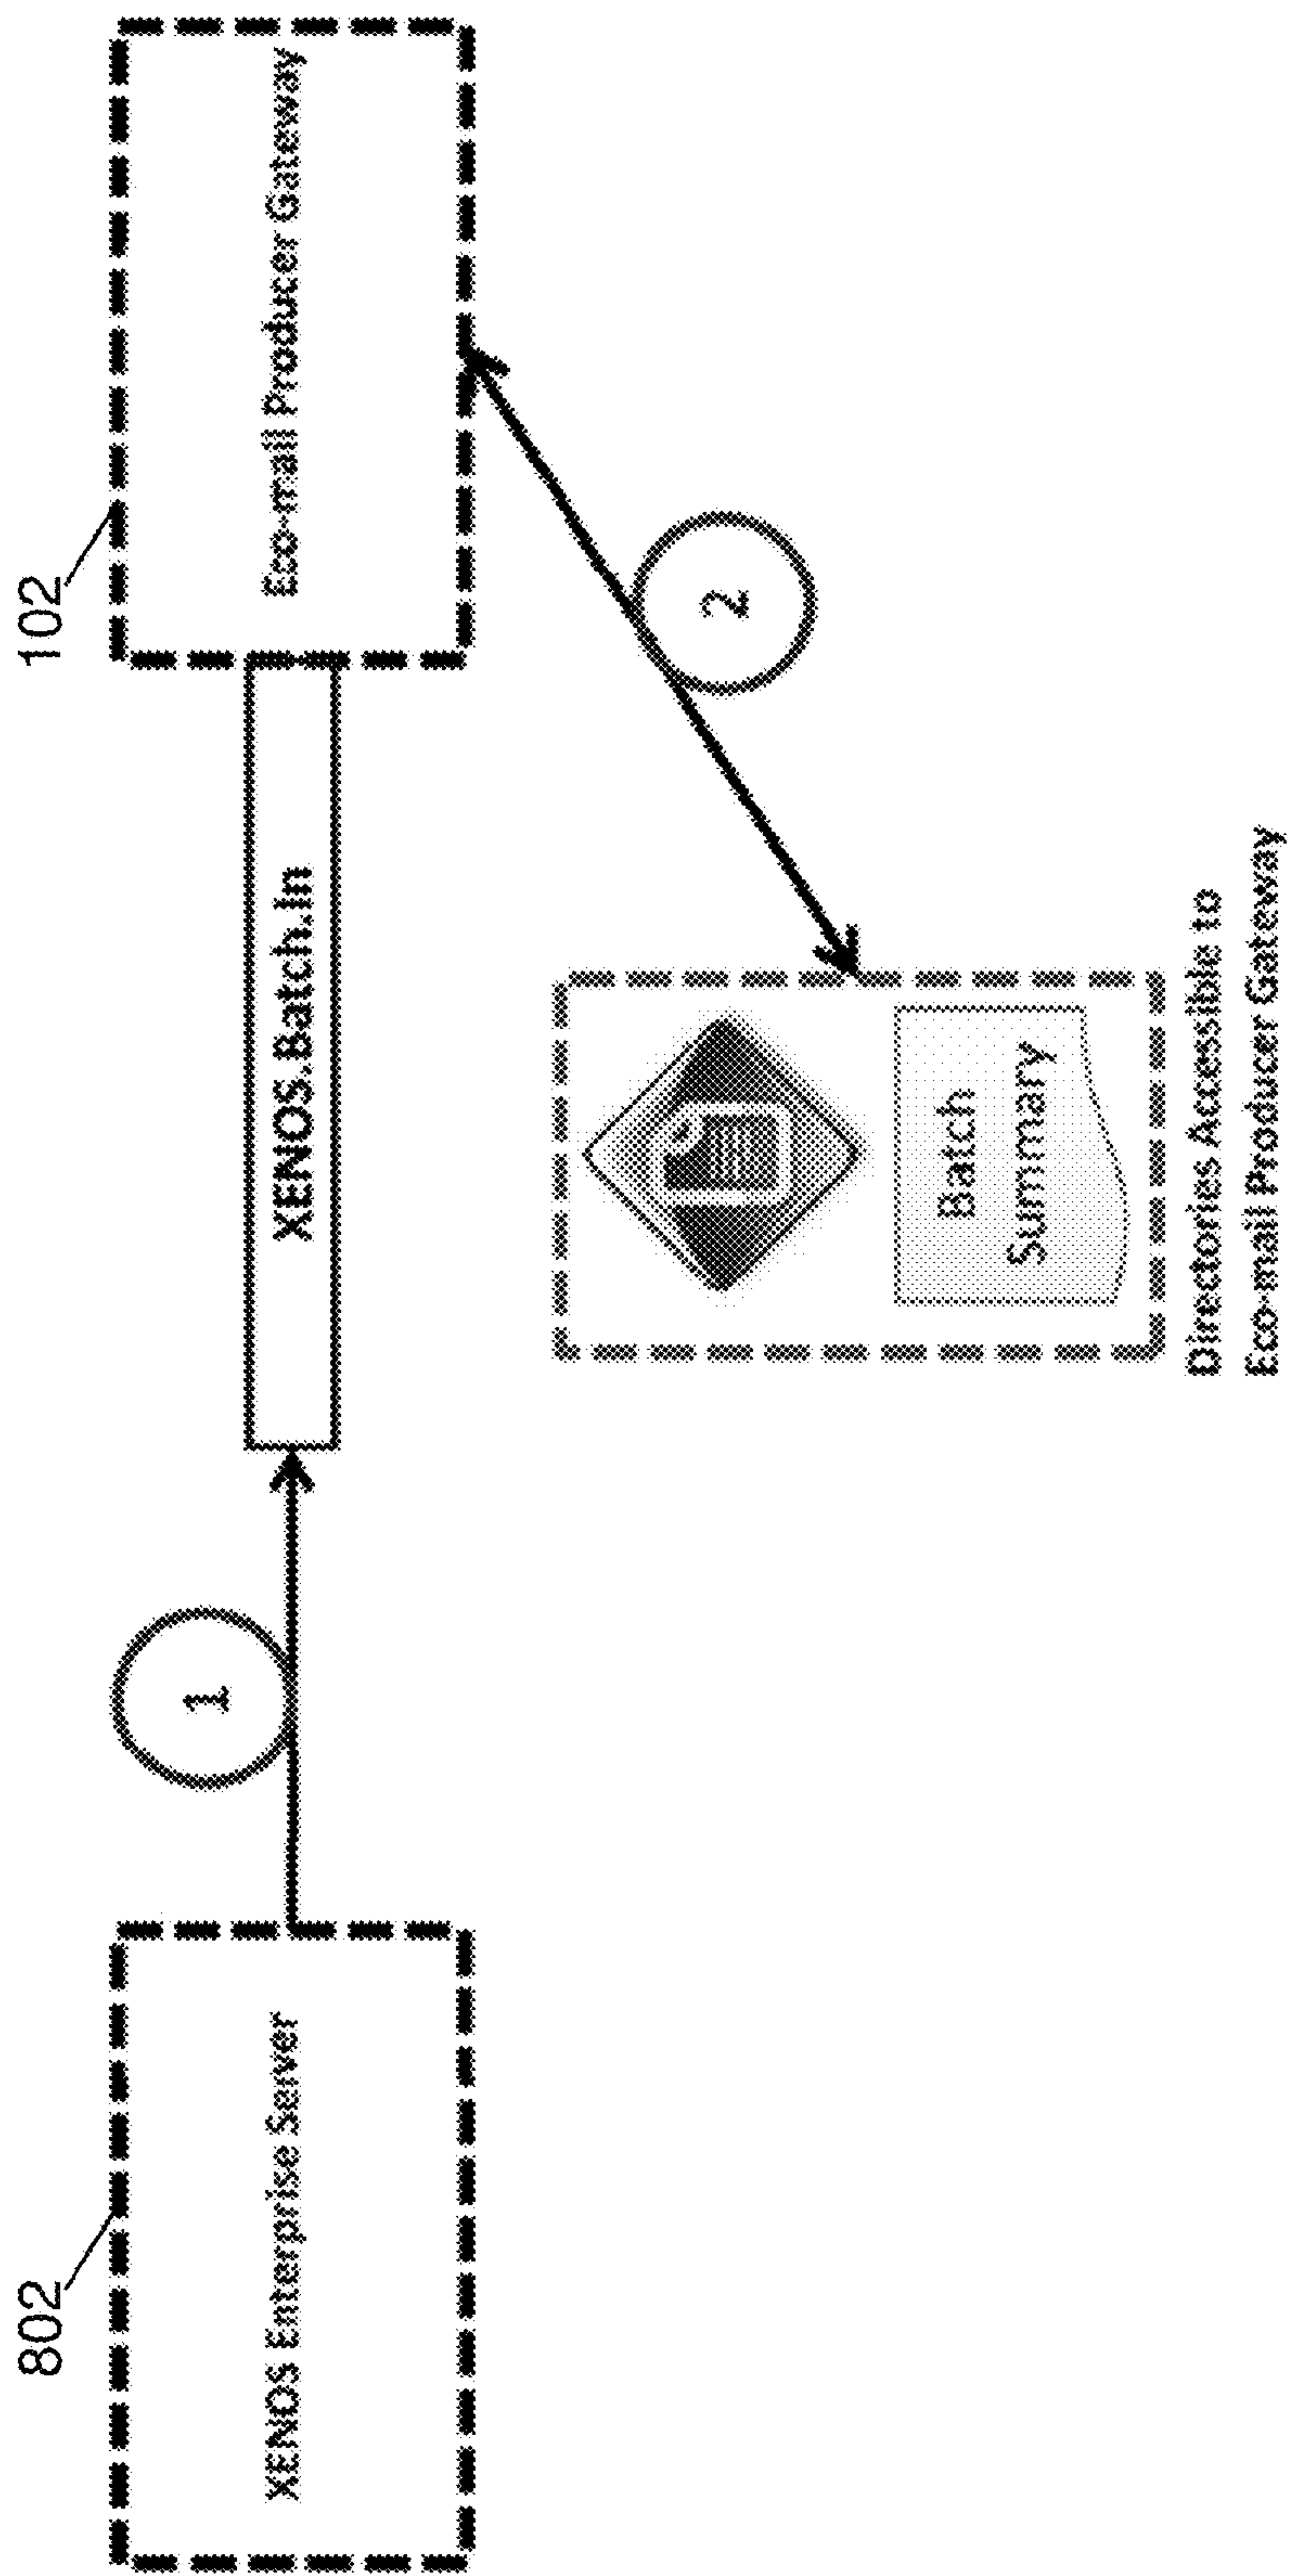 802
102
XENOS Enterprise Server
1
XENOS.Batch.In
Eco-mail Producer Gateway
2
Batch
Summary
Directories Accessible to
Eco-mail Producer Gateway